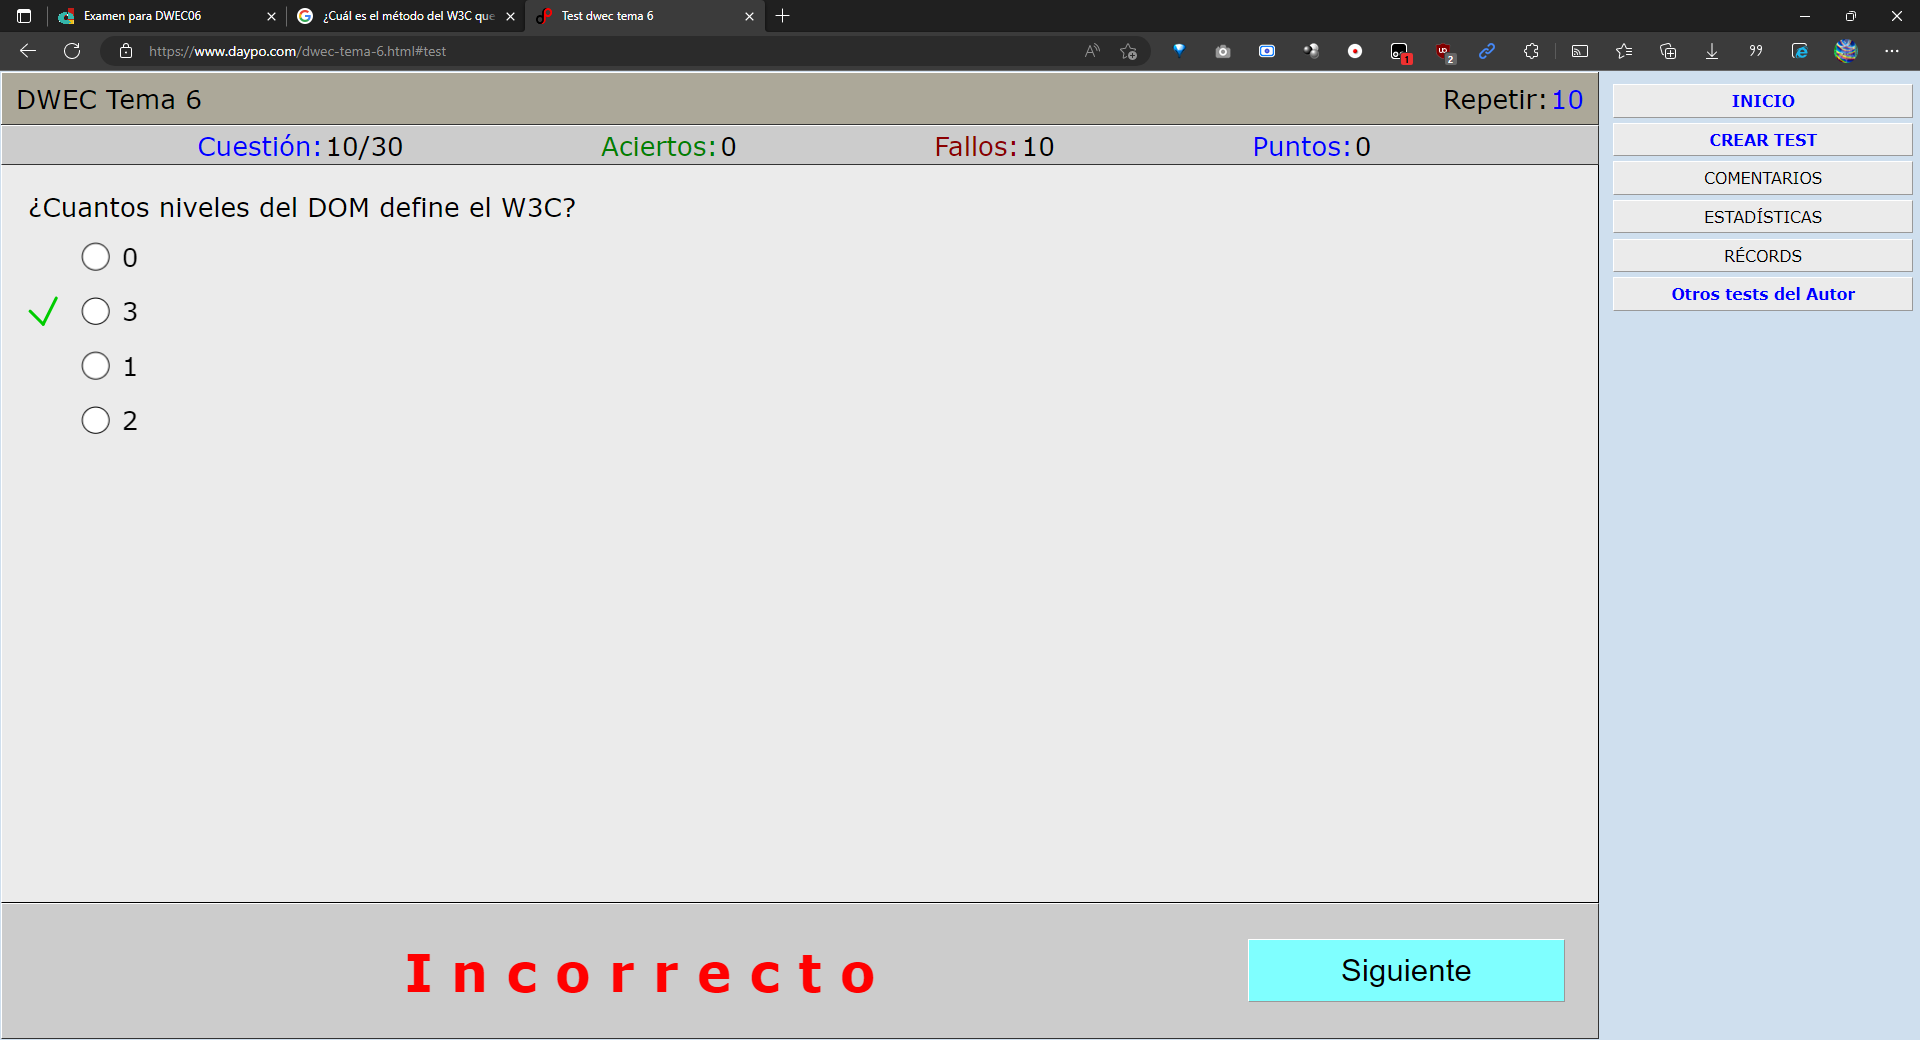 Examen para DWEC06
¿Cuál es el método del W3C que
Test dwec tema 6
https://www.daypo.com/dwec-tema-6.html#test
1
2
DWEC Tema 6
Repetir: 10
Cuestión: 10/30
Aciertos: 0
Fallos: 10
Puntos: 0
¿Cuantos niveles del DOM define el W3C?
0
3
1
2
Incorrecto
Siguiente
INICIO
CREAR TEST
COMENTARIOS
ESTADÍSTICAS
RÉCORDS
Otros tests del Autor